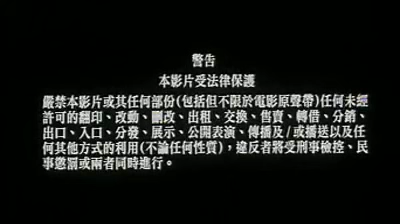 警告
本影片受法律保護
嚴禁本影片或其任何部份(包括但不限於電影原聲帶)任何未經
許可的翻印、改動、刪改、出租、交換、售賣、轉借、分銷、
出口、入口、分發、展示、公開表演、傳播及/或播送以及任
何其他方式的利用(不論任何性質)，違反者將受刑事檢控、民
事懲罰或兩者同時進行。